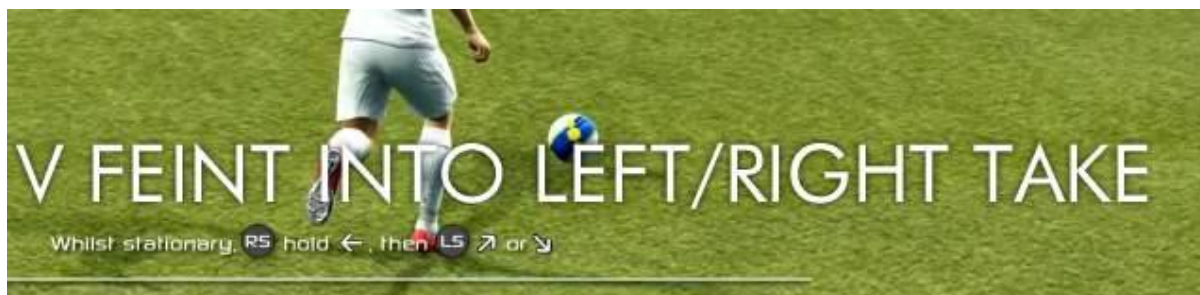 V FEINT INTO LEFT/RIGHT TAKE
Whilst stationary, RS hold ←, then LS ↗ or ↘